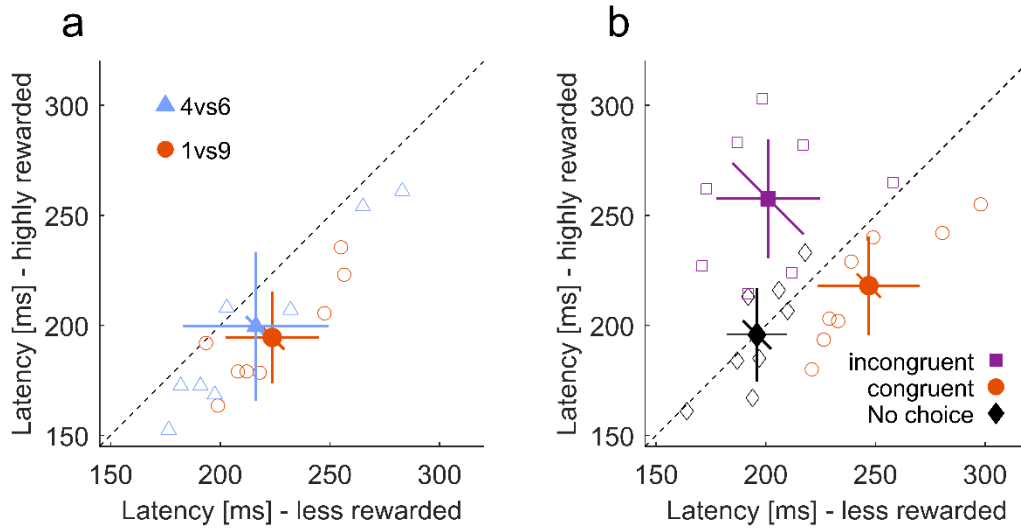 a
Latency [ms] - highly rewarded
300
250
200
150
4vs6
1vs9
150
200
250
300
Latency [ms] - less rewarded
b
Latency [ms] - highly rewarded
300
250
200
150
incongruent
congruent
No choice
150
200
250
300
Latency [ms] - less rewarded